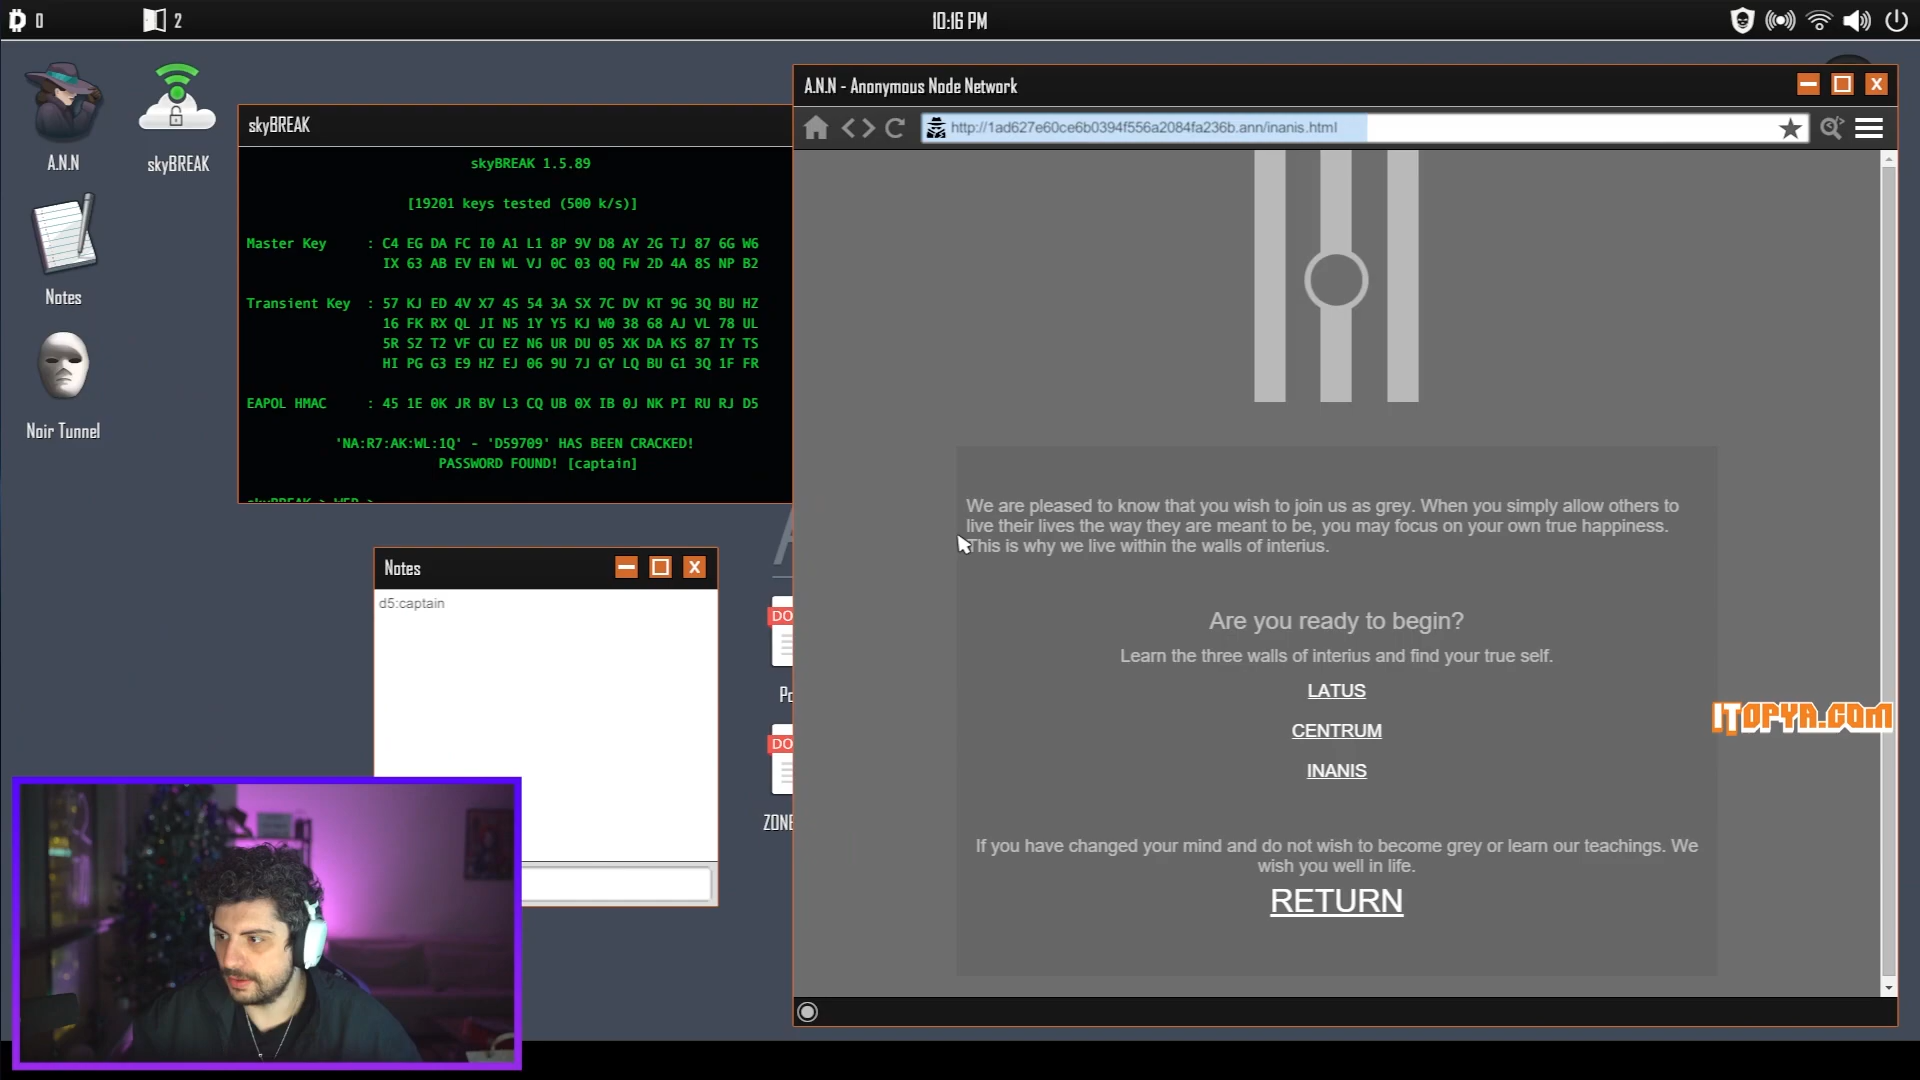 0
2
10:16 PM
A.N.N
skyBREAK
Notes
Noir Tunnel
skyBREAK
skyBREAK 1.5.89
[19201 keys tested (500 k/s)]
Master Key : C4 EG DA FC I0 A1 L1 8P 9V D8 AY 2G TJ 87 6G W6
IX 63 AB EV EN WL VJ 0C 03 0Q FW 2D 4A 8S NP B2
Transient Key : 57 KJ ED 4V X7 4S 54 3A SX 7C DV KT 9G 3Q BU HZ
16 FK RX QL JI N5 1Y Y5 KJ W0 38 68 AJ VL 78 UL
5R SZ T2 VF CU EZ N6 UR DU 05 XK DA KS 87 IY TS
HI PG G3 E9 HZ EJ 06 9U 7J GY LQ BU G1 3Q 1F FR
EAPOL HMAC : 45 1E 0K JR BV L3 CQ UB 0X IB 0J NK PI RU RJ D5
'NA:R7:AK:WL:1Q' - 'D59709' HAS BEEN CRACKED!
PASSWORD FOUND! [captain]
skyBREAK > WEP >
Notes
d5:captain
DO
DO
ZONE
A.N.N - Anonymous Node Network
http://1ad627e60ce6b0394f556a2084fa236b.ann/inanis.html
We are pleased to know that you wish to join us as grey. When you simply allow others to
live their lives the way they are meant to be, you may focus on your own true happiness.
This is why we live within the walls of interius.
Are you ready to begin?
Learn the three walls of interius and find your true self.
LATUS
CENTRUM
INANIS
If you have changed your mind and do not wish to become grey or learn our teachings. We
wish you well in life.
RETURN
ITOPYA.COM